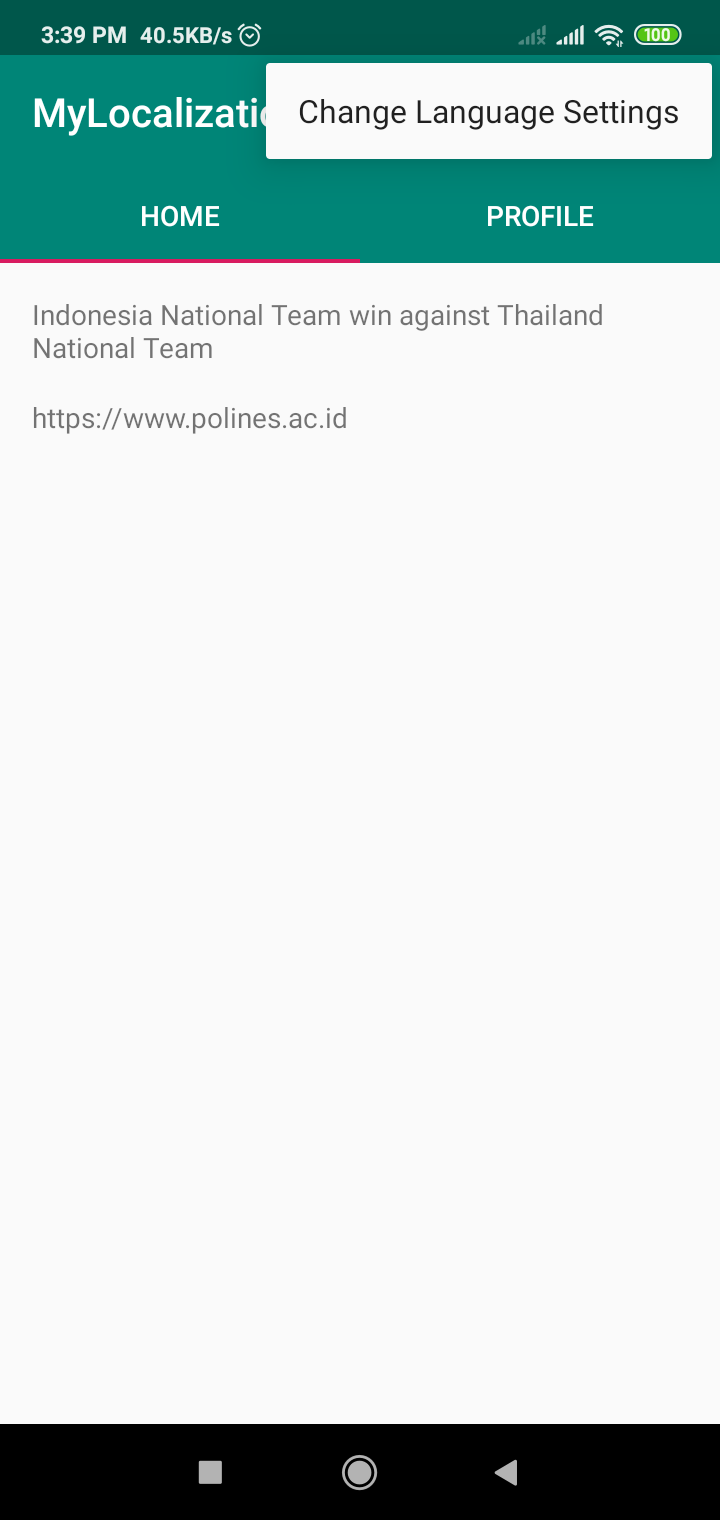 3:39 PM 40.5KB/s 100
MyLocalizatio
Change Language Settings
HOME PROFILE
Indonesia National Team win against Thailand
National Team
https://www.polines.ac.id